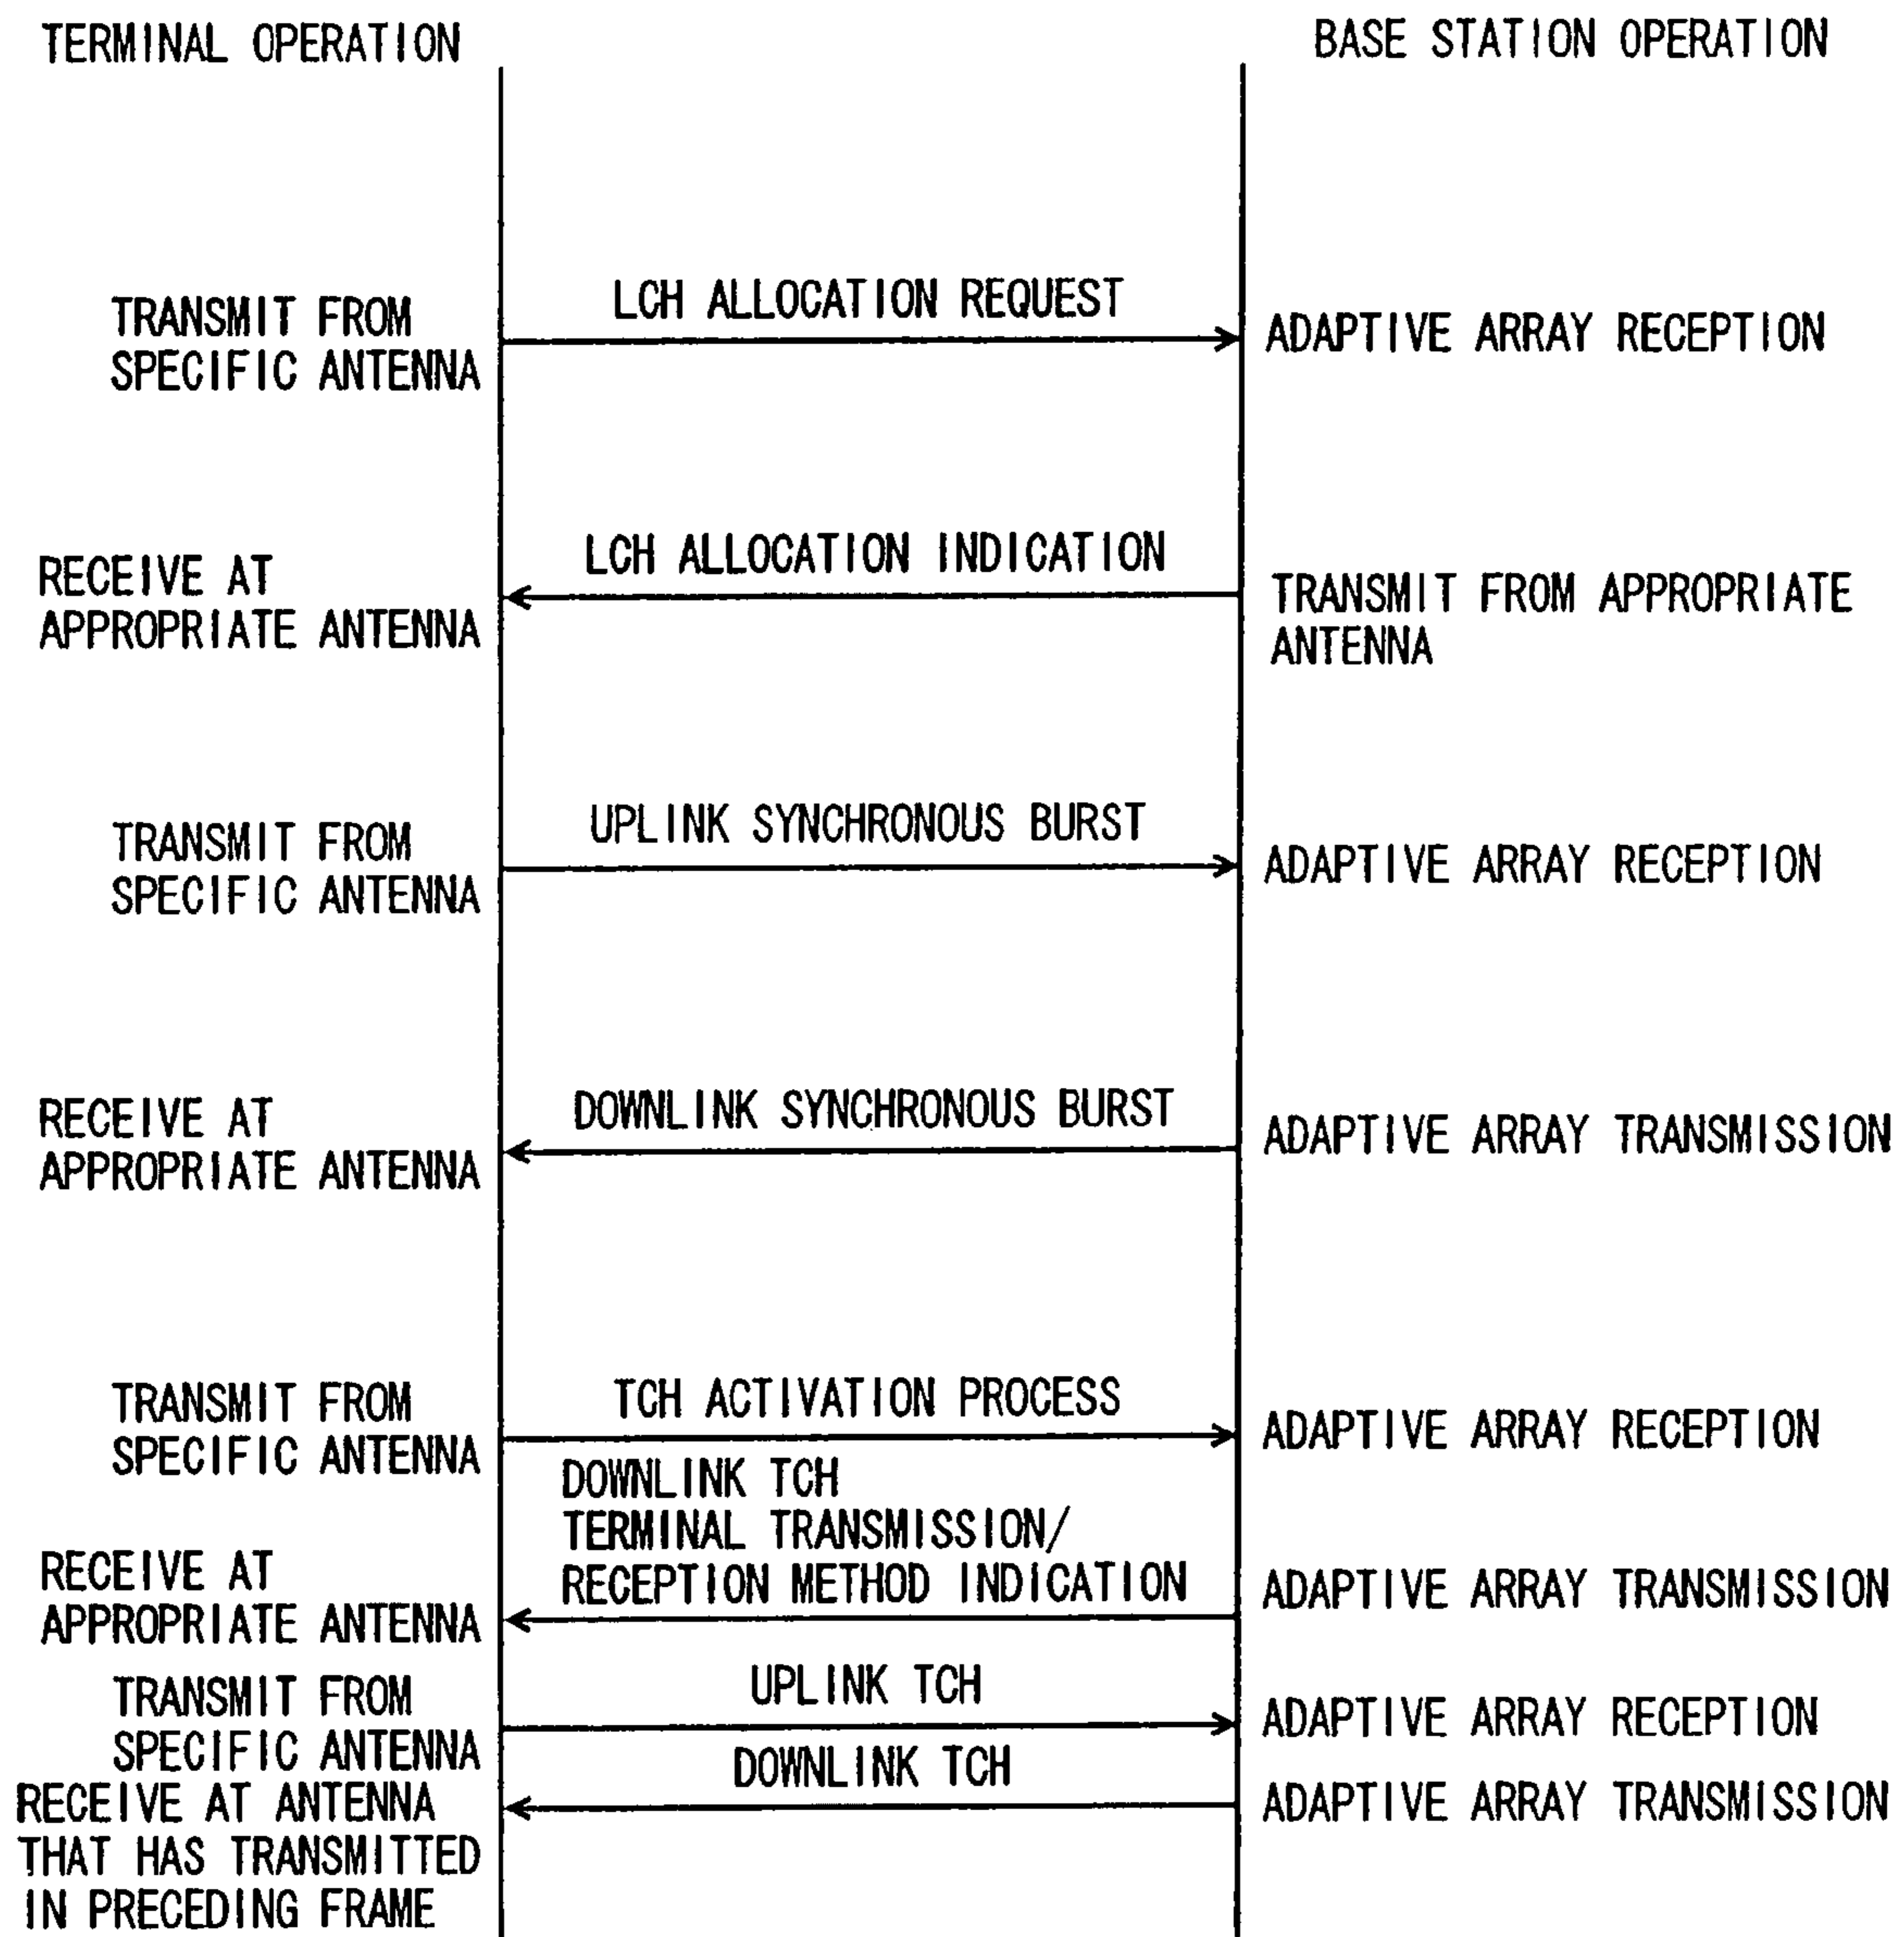 TERMINAL OPERATION
BASE STATION OPERATION
TRANSMIT FROM
SPECIFIC ANTENNA
LCH ALLOCATION REQUEST
ADAPTIVE ARRAY RECEPTION
RECEIVE AT
APPROPRIATE ANTENNA
LCH ALLOCATION INDICATION
TRANSMIT FROM APPROPRIATE
ANTENNA
TRANSMIT FROM
SPECIFIC ANTENNA
UPLINK SYNCHRONOUS BURST
ADAPTIVE ARRAY RECEPTION
RECEIVE AT
APPROPRIATE ANTENNA
DOWNLINK SYNCHRONOUS BURST
ADAPTIVE ARRAY TRANSMISSION
TRANSMIT FROM
SPECIFIC ANTENNA
TCH ACTIVATION PROCESS
ADAPTIVE ARRAY RECEPTION
RECEIVE AT
APPROPRIATE ANTENNA
DOWNLINK TCH
TERMINAL TRANSMISSION/
RECEPTION METHOD INDICATION
ADAPTIVE ARRAY TRANSMISSION
TRANSMIT FROM
SPECIFIC ANTENNA
UPLINK TCH
ADAPTIVE ARRAY RECEPTION
RECEIVE AT ANTENNA
THAT HAS TRANSMITTED
IN PRECEDING FRAME
DOWNLINK TCH
ADAPTIVE ARRAY TRANSMISSION